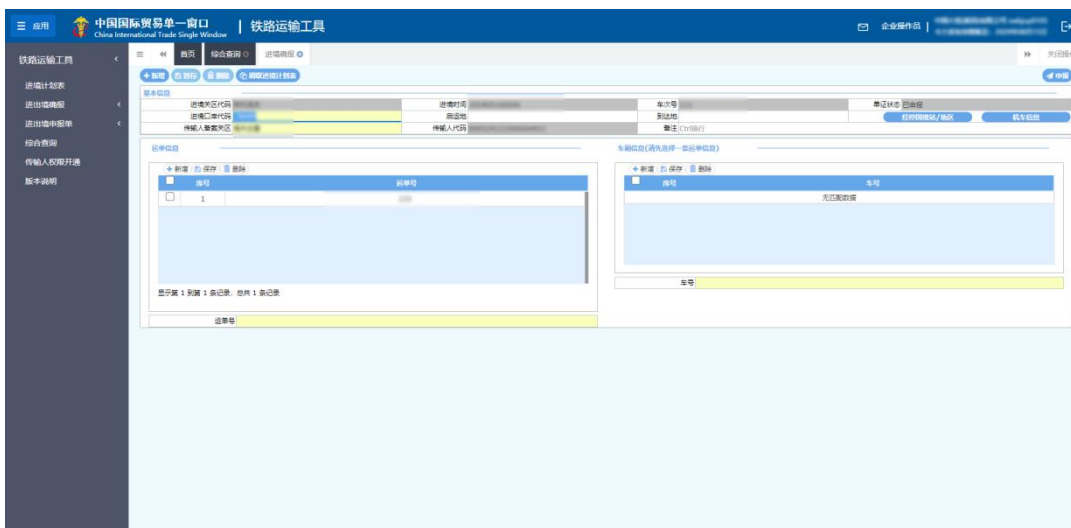 应用 中国国际贸易单一窗口 | 铁路运输工具 企业操作员 |
China International Trade Single Window
铁路运输工具 首页 综合查询 进境确报 关闭操
进境计划表
进出境确报
进出境申报单
综合查询
传输人权限开通
版本说明
新增 暂存 删除 调取进境计划表 申报
基本信息
进境关区代码 进境时间 车次号 单证状态 已申报
进境口岸代码 启运地 到达地 经停国境站/地区 机车信息
传输人备案关区 传输人代码 备注 Ctrl换行
运单信息 车厢信息(请先选择一票运单信息)
新增 保存 删除 新增 保存 删除
序号 运单号 序号 车号
1 无匹配数据
显示第 1 到第 1 条记录,总共 1 条记录
车号
运单号